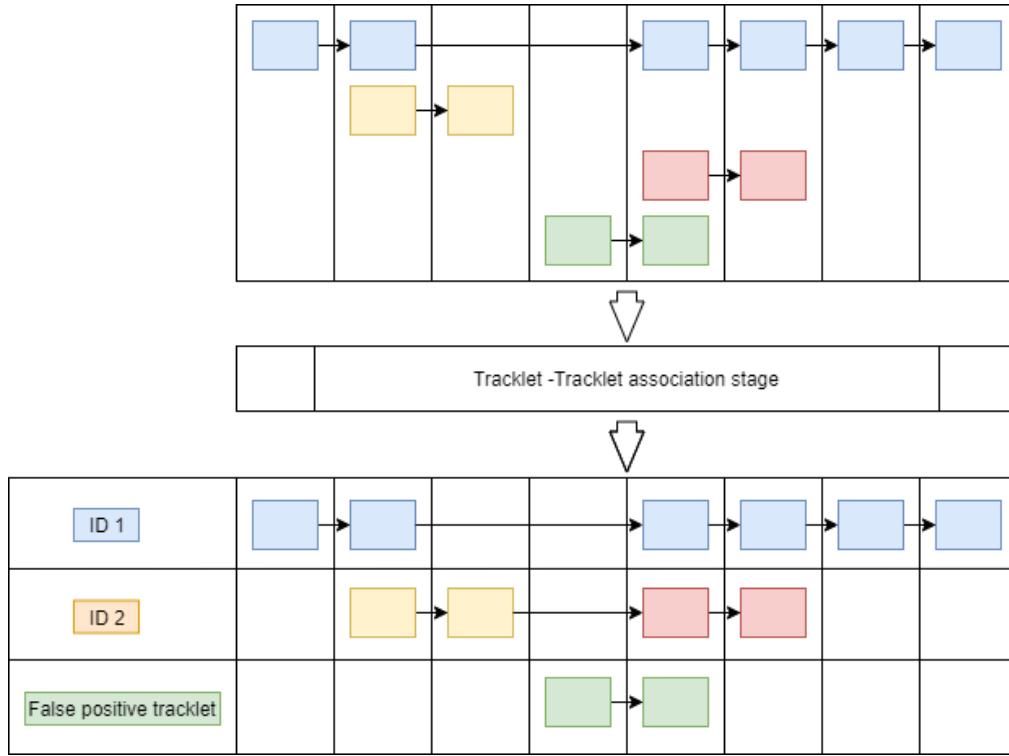 Tracklet -Tracklet association stage
ID 1
ID 2
False positive tracklet